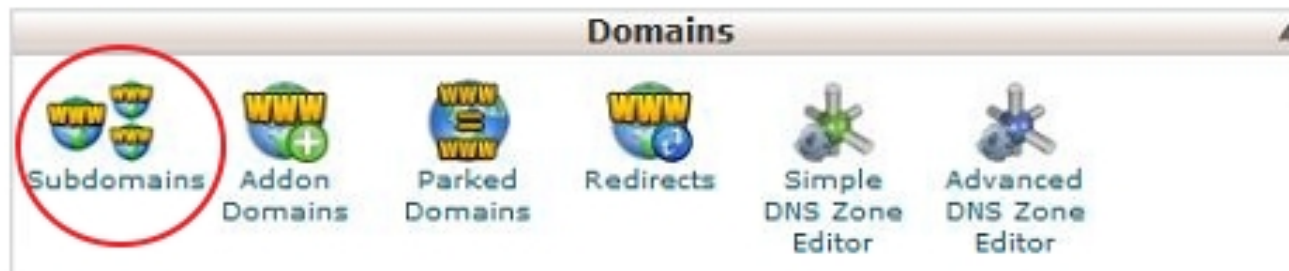 Domains
WWW WWW WWW
WWW
WWW
WWW
WWW
WWW
Subdomains
Addon
Domains
Parked
Domains
Redirects
Simple
DNS Zone
Editor
Advanced
DNS Zone
Editor